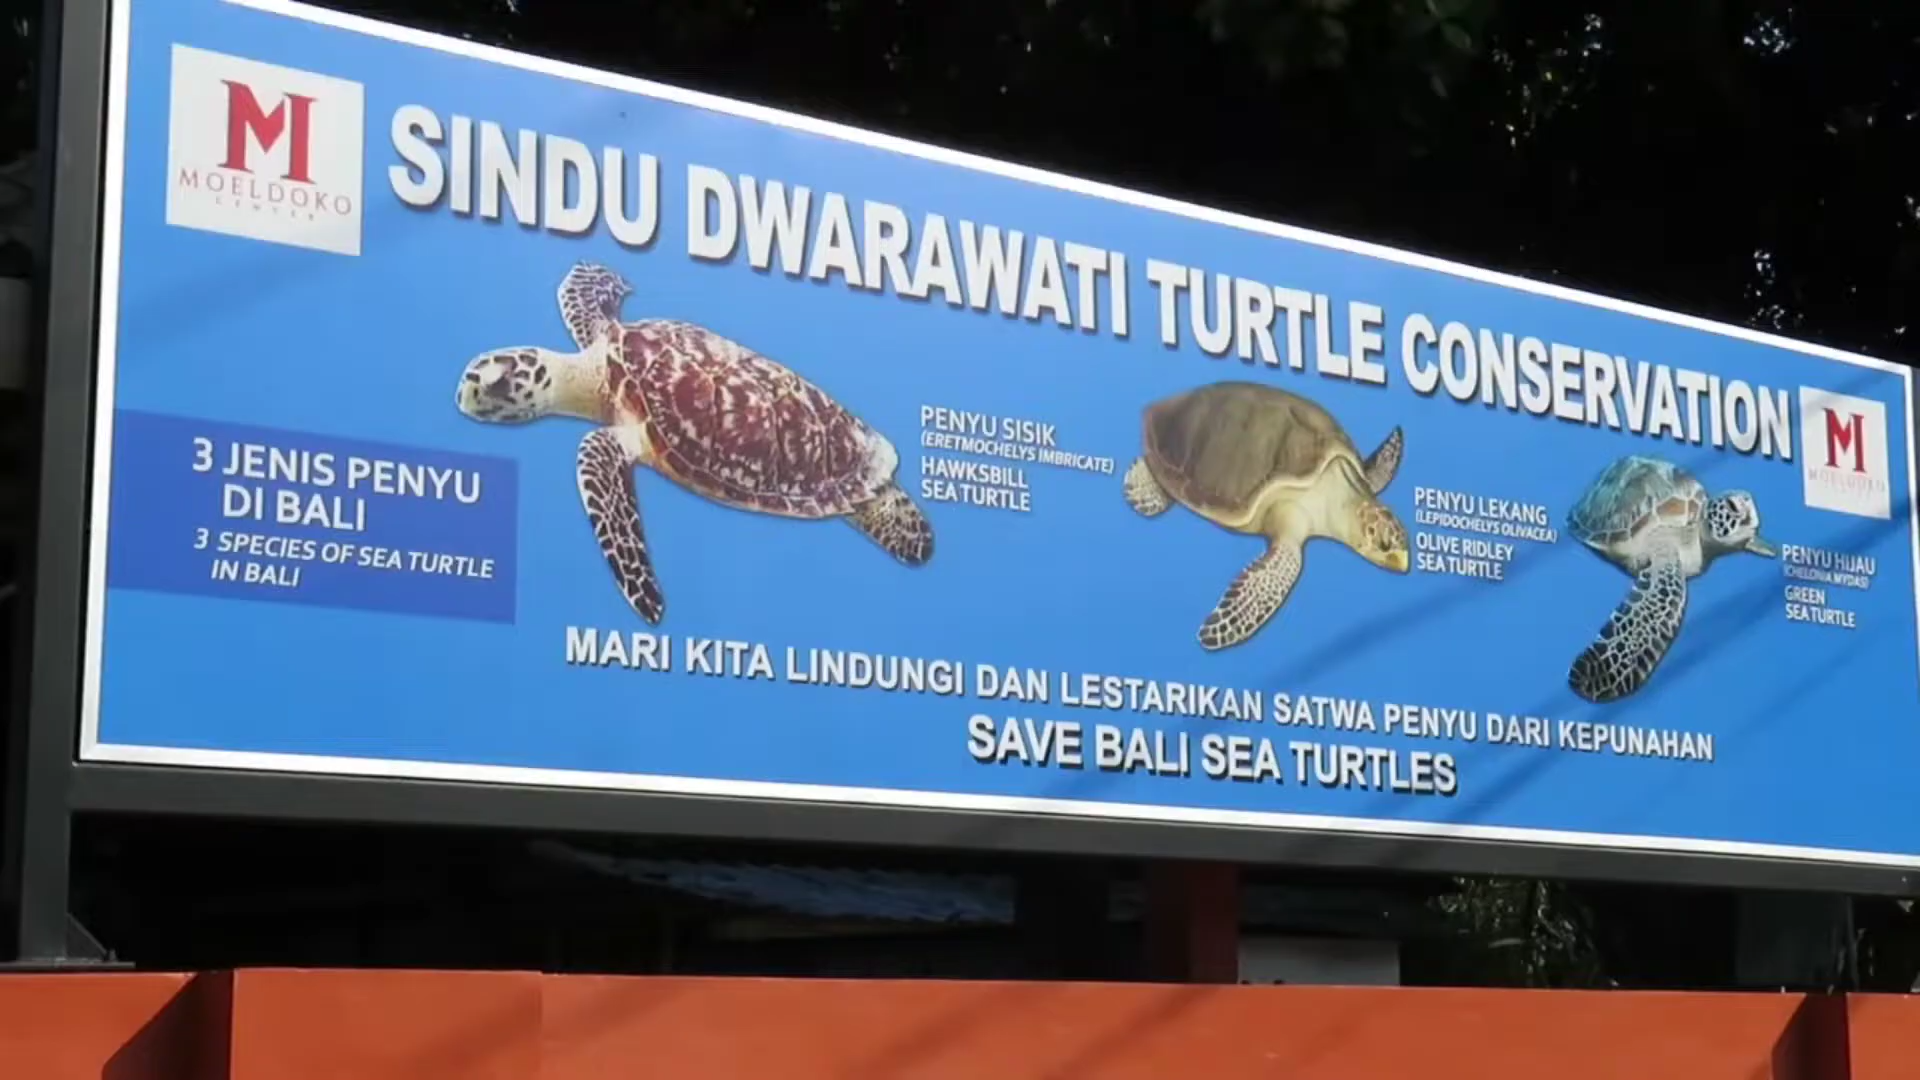 MOELDOKO
CENTER
SINDU DWARAWATI TURTLE CONSERVATION
MOELDOKO
3 JENIS PENYU
DI BALI
3 SPECIES OF SEA TURTLE
IN BALI
PENYU SISIK
(ERETMOCHELYS IMBRICATE)
HAWKSBILL
SEA TURTLE
PENYU LEKANG
(LEPIDOCHELYS OLIVACEA)
OLIVE RIDLEY
SEA TURTLE
PENYU HIJAU
(CHELONIA MYDAS)
GREEN
SEA TURTLE
MARI KITA LINDUNGI DAN LESTARIKAN SATWA PENYU DARI KEPUNAHAN
SAVE BALI SEA TURTLES